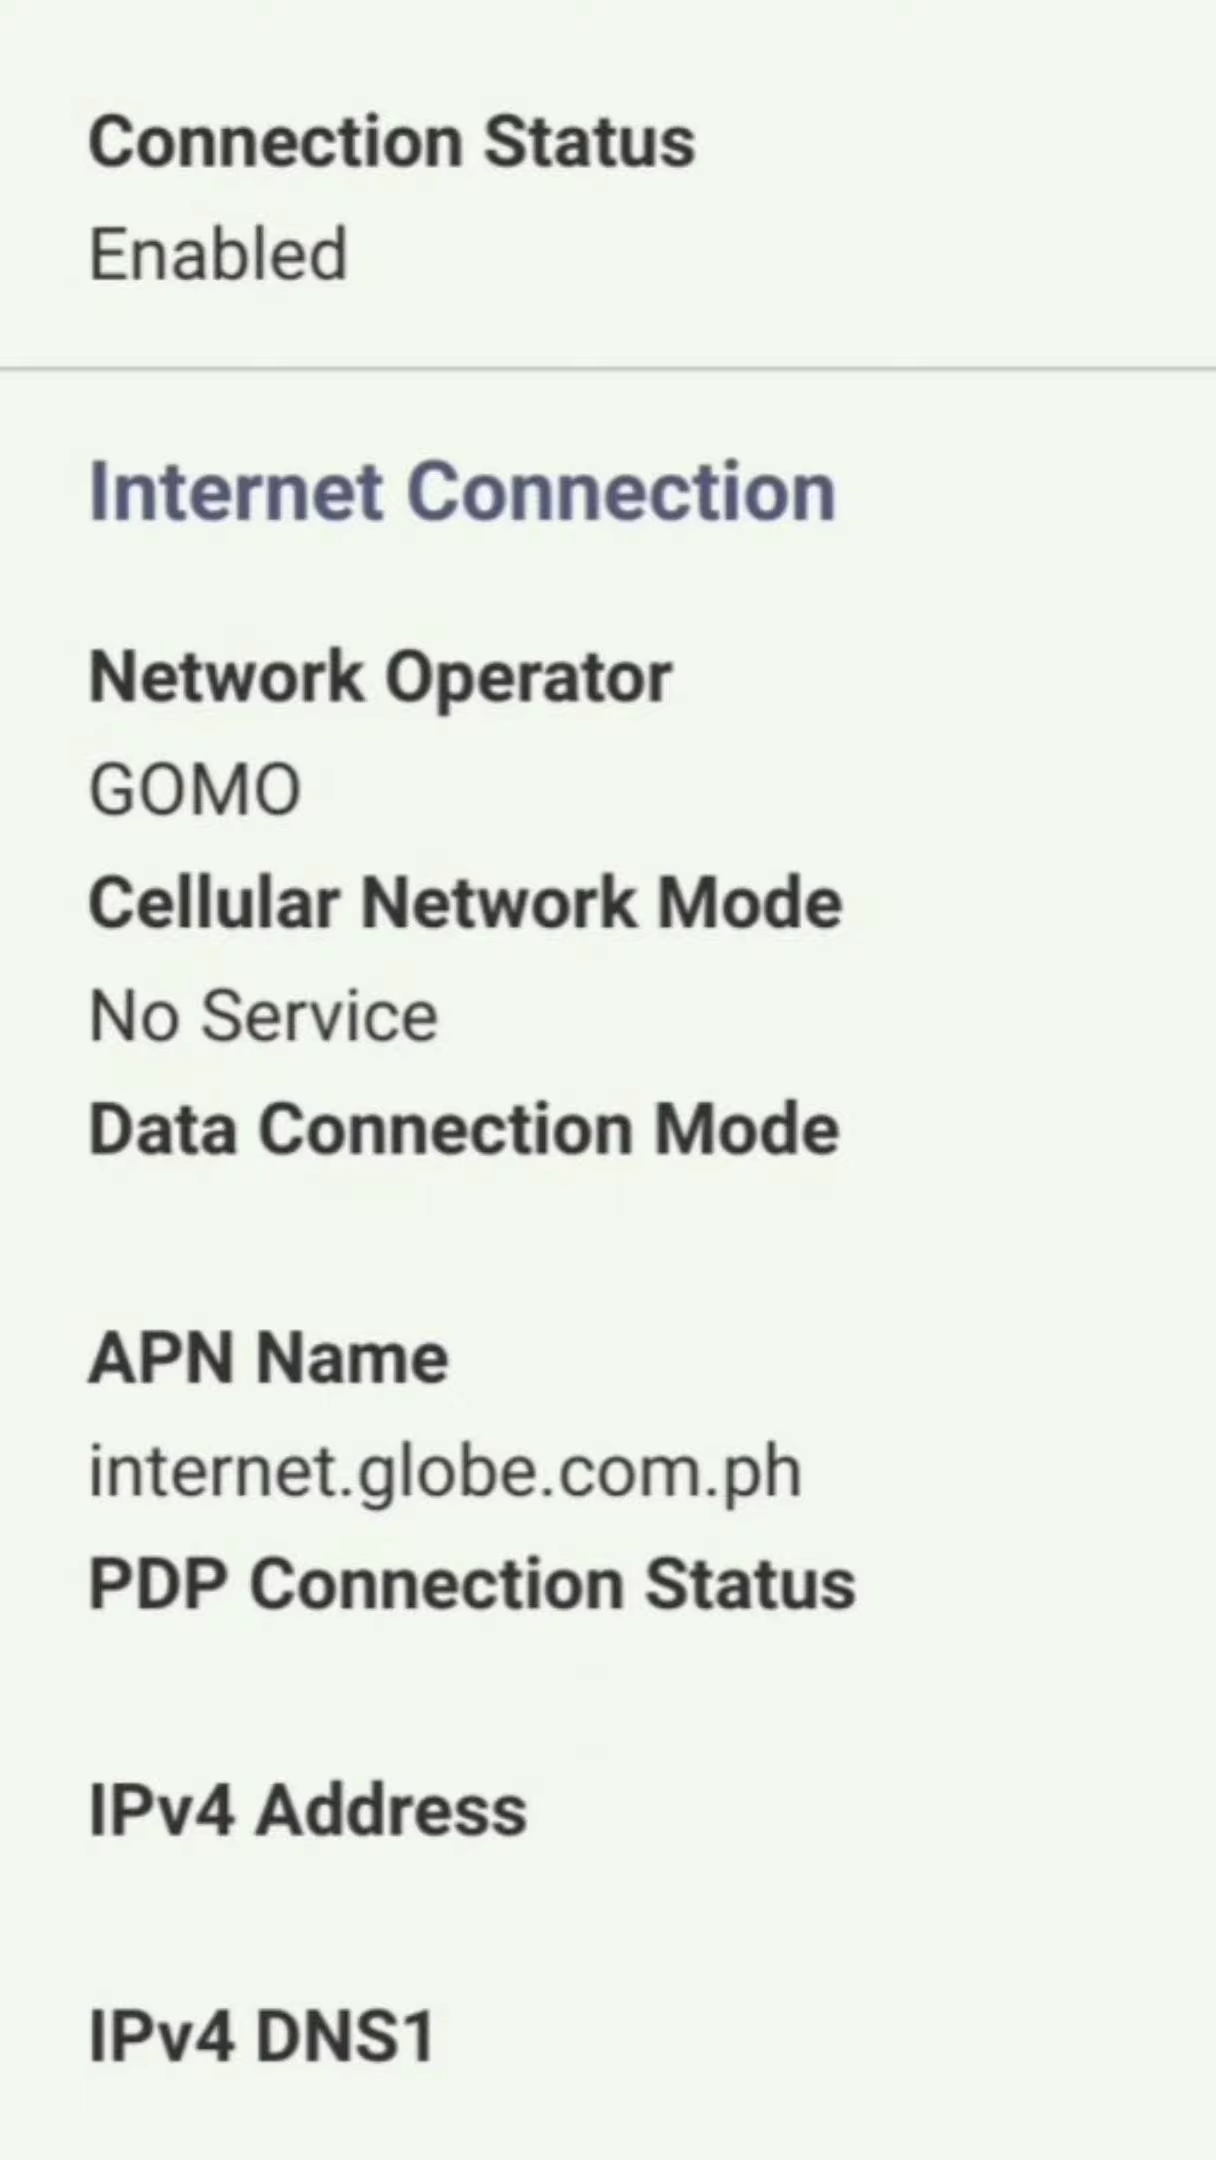 Connection Status
Enabled
Internet Connection
Network Operator
GOMO
Cellular Network Mode
No Service
Data Connection Mode
APN Name
internet.globe.com.ph
PDP Connection Status
IPv4 Address
IPv4 DNS1